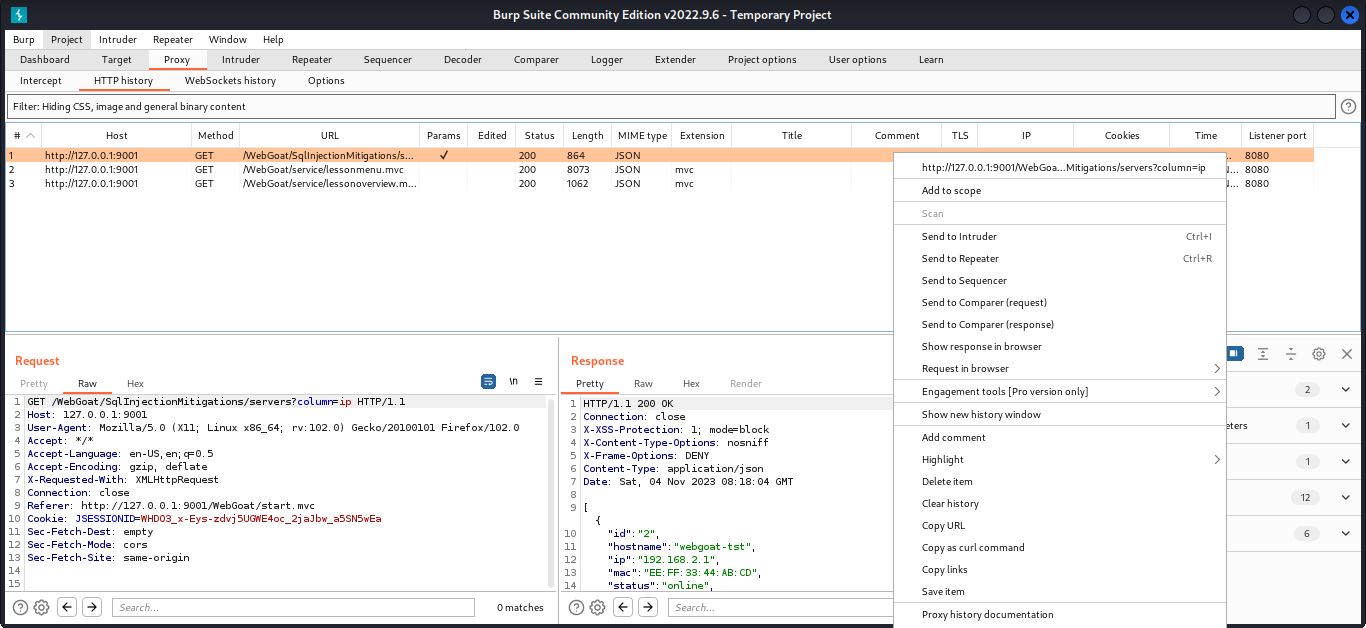 Burp Suite Community Edition v2022.9.6 - Temporary Project
Burp Project Intruder Repeater Window Help
Dashboard Target Proxy Intruder Repeater Sequencer Decoder Comparer Logger Extender Project options User options Learn
Intercept HTTP history WebSockets history Options
Filter: Hiding CSS, image and general binary content
# Host Method URL Params Edited Status Length MIME type Extension Title Comment TLS IP Cookies Time Listener port
1 http://127.0.0.1:9001 GET /WebGoat/SqlInjectionMitigations/s... ✓ 200 864 JSON 8080
2 http://127.0.0.1:9001 GET /WebGoat/service/lessonmenu.mvc 200 8073 JSON mvc 8080
3 http://127.0.0.1:9001 GET /WebGoat/service/lessonoverview.m... 200 1062 JSON mvc 8080
http://127.0.0.1:9001/WebGoa...Mitigations/servers?column=ip
Add to scope
Scan
Send to Intruder Ctrl+I
Send to Repeater Ctrl+R
Send to Sequencer
Send to Comparer (request)
Send to Comparer (response)
Show response in browser
Request in browser
Engagement tools [Pro version only]
Show new history window
Add comment
Highlight
Delete item
Clear history
Copy URL
Copy as curl command
Copy links
Save item
Proxy history documentation
Request
Pretty Raw Hex
\n
1 GET /WebGoat/SqlInjectionMitigations/servers?column=ip HTTP/1.1
2 Host: 127.0.0.1:9001
3 User-Agent: Mozilla/5.0 (X11; Linux x86_64; rv:102.0) Gecko/20100101 Firefox/102.0
4 Accept: */*
5 Accept-Language: en-US,en;q=0.5
6 Accept-Encoding: gzip, deflate
7 X-Requested-With: XMLHttpRequest
8 Connection: close
9 Referer: http://127.0.0.1:9001/WebGoat/start.mvc
10 Cookie: JSESSIONID=WHDO3_x-Eys-zdvj5UGWE4oc_2jaJbw_a5SN5wEa
11 Sec-Fetch-Dest: empty
12 Sec-Fetch-Mode: cors
13 Sec-Fetch-Site: same-origin
14
15
Search... 0 matches
Response
Pretty Raw Hex Render
1 HTTP/1.1 200 OK
2 Connection: close
3 X-XSS-Protection: 1; mode=block
4 X-Content-Type-Options: nosniff
5 X-Frame-Options: DENY
6 Content-Type: application/json
7 Date: Sat, 04 Nov 2023 08:18:04 GMT
8
9 [
{
10 "id":"2",
11 "hostname":"webgoat-tst",
12 "ip":"192.168.2.1",
13 "mac":"EE:FF:33:44:AB:CD",
14 "status":"online",
Search...
2
eters 1
1
12
6